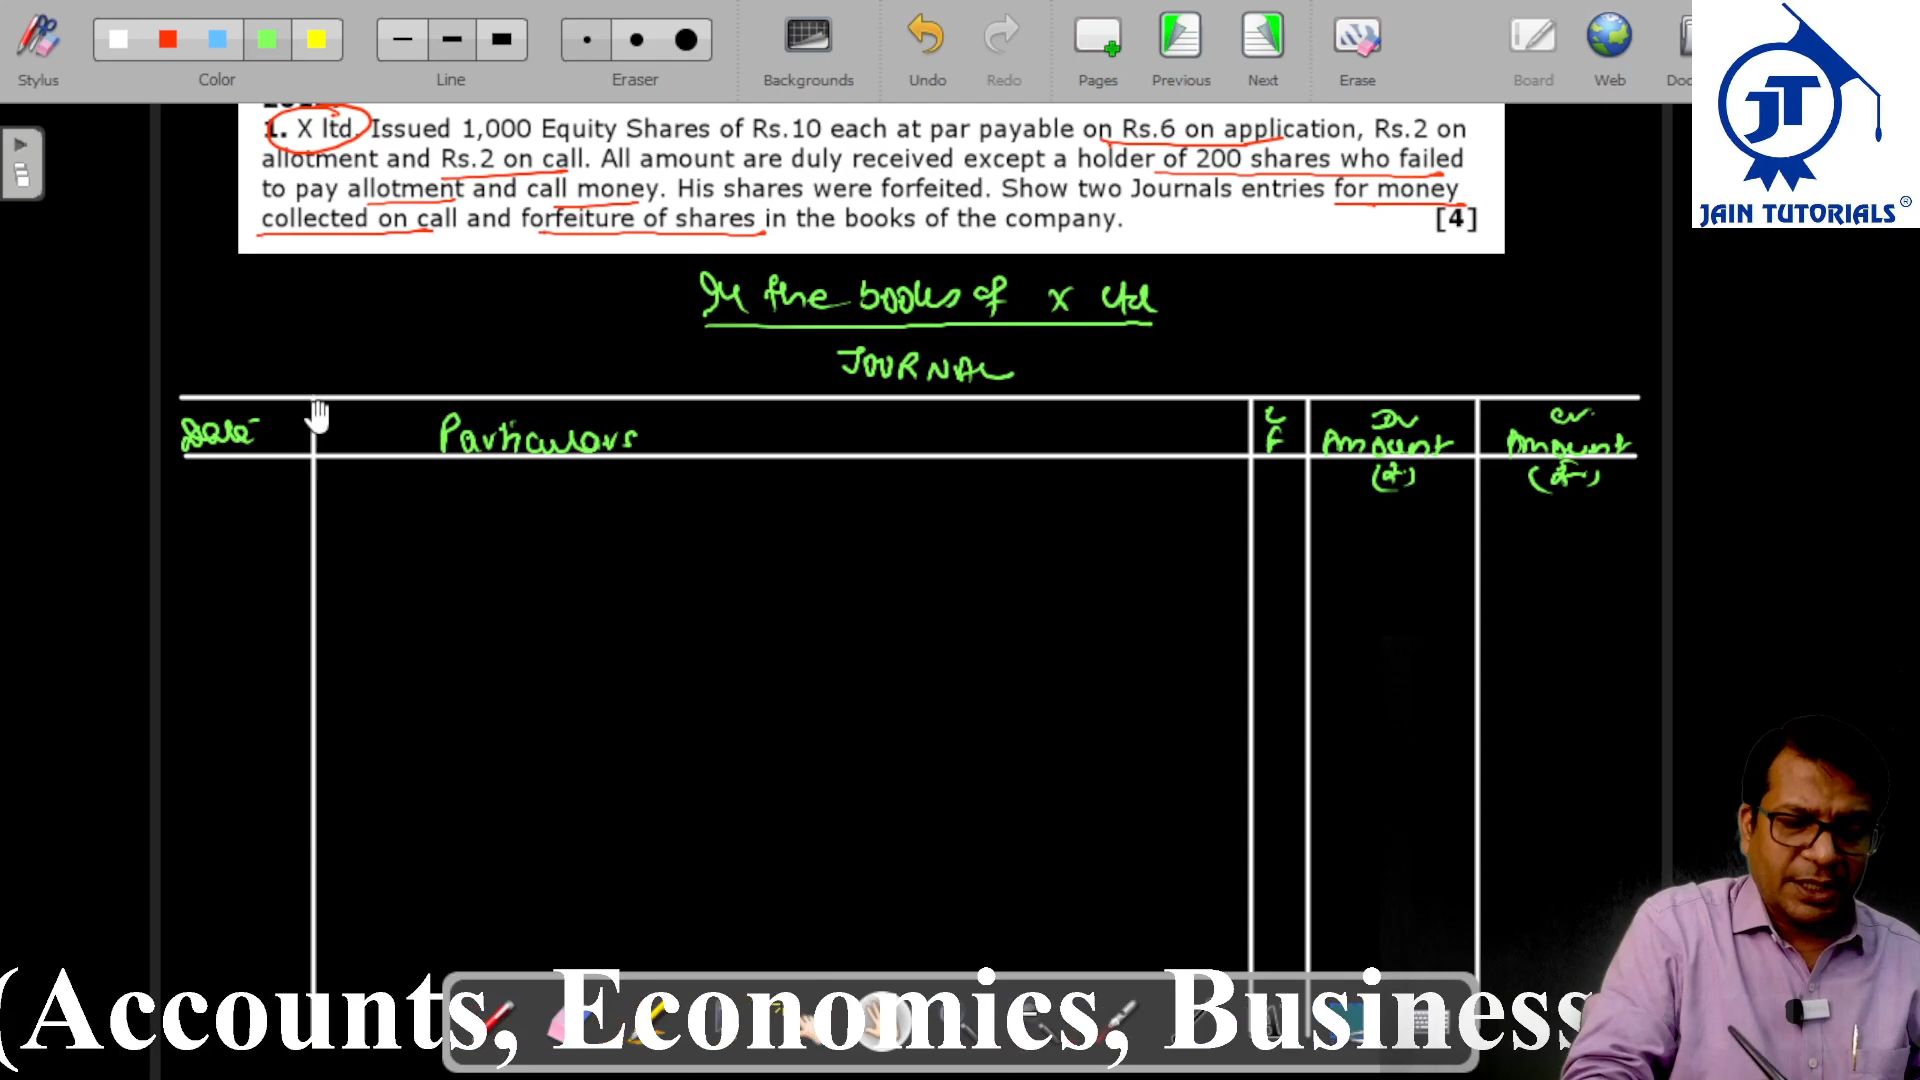 Stylus
Color
Line
Eraser
Backgrounds
Undo
Redo
Pages
Previous
Next
Erase
Board
Web
JT
JAIN TUTORIALS®
1. X ltd. Issued 1,000 Equity Shares of Rs.10 each at par payable on Rs.6 on application, Rs.2 on
allotment and Rs.2 on call. All amount are duly received except a holder of 200 shares who failed
to pay allotment and call money. His shares were forfeited. Show two Journals entries for money
collected on call and forfeiture of shares in the books of the company. [4]
In the books of X Ltd
JOURNAL
Date Particulars L F Dr Amount (₹) Cr Amount (₹)
(Accounts, Economics, Business